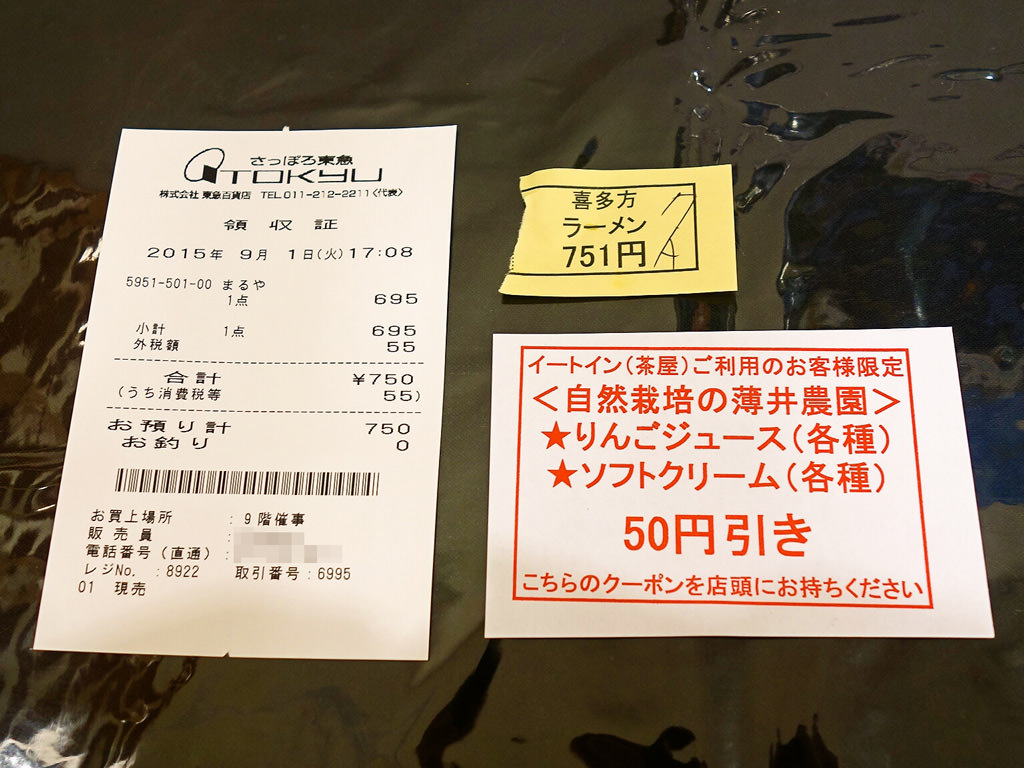 さっぽろ東急
TOKYU
株式会社 東急百貨店 TEL011-212-2211〈代表〉
領収証
2015年 9月 1日(火)17:08
5951-501-00 まるや
1点 695
小計 1点 695
外税額 55
合計 ¥750
(うち消費税等 55)
お預り計 750
お釣り 0
お買上場所 :9階催事
販売員 :
電話番号(直通) :
レジNo. :8922 取引番号:6995
01 現売
喜多方
ラーメン
751円
イートイン(茶屋)ご利用のお客様限定
<自然栽培の薄井農園>
★りんごジュース(各種)
★ソフトクリーム(各種)
50円引き
こちらのクーポンを店頭にお持ちください